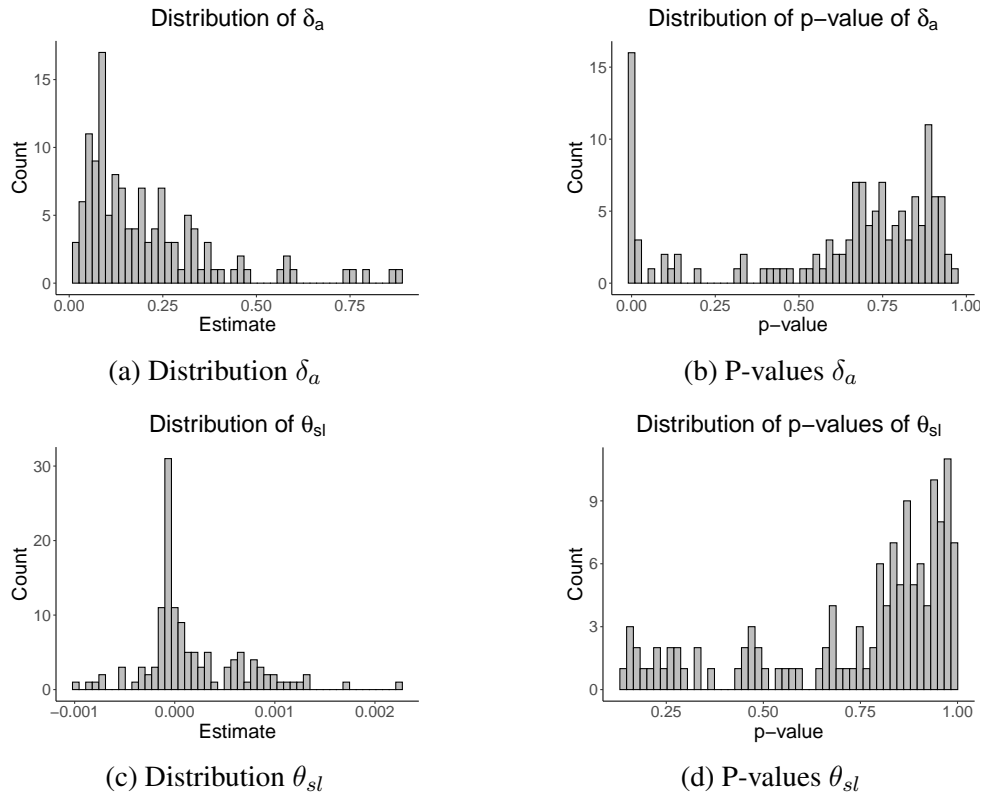 Distribution of δa
Count
15
10
5
0
0.00 0.25 0.50 0.75
Estimate
(a) Distribution δa
Distribution of p−value of δa
Count
15
10
5
0
0.00 0.25 0.50 0.75 1.00
p−value
(b) P-values δa
Distribution of θsl
Count
30
20
10
0
−0.001 0.000 0.001 0.002
Estimate
(c) Distribution θsl
Distribution of p−values of θsl
Count
9
6
3
0
0.25 0.50 0.75 1.00
p−value
(d) P-values θsl